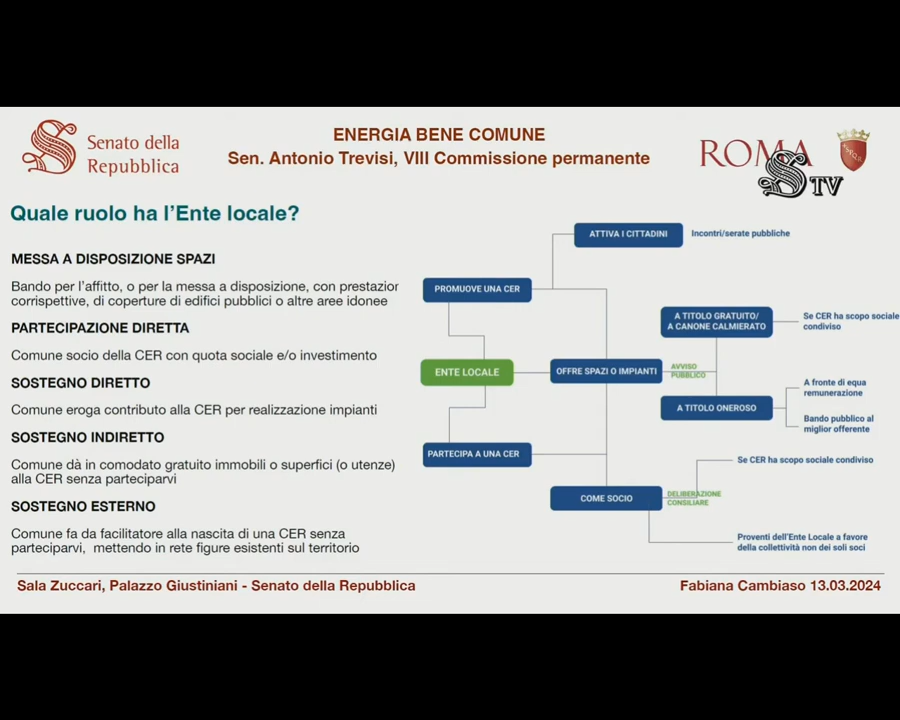 Senato della
Repubblica
ENERGIA BENE COMUNE
Sen. Antonio Trevisi, VIII Commissione permanente
ROMA
TV
Quale ruolo ha l'Ente locale?
MESSA A DISPOSIZIONE SPAZI
Bando per l'affitto, o per la messa a disposizione, con prestazior
corrispettive, di coperture di edifici pubblici o altre aree idonee
PARTECIPAZIONE DIRETTA
Comune socio della CER con quota sociale e/o investimento
SOSTEGNO DIRETTO
Comune eroga contributo alla CER per realizzazione impianti
SOSTEGNO INDIRETTO
Comune dà in comodato gratuito immobili o superfici (o utenze)
alla CER senza parteciparvi
SOSTEGNO ESTERNO
Comune fa da facilitatore alla nascita di una CER senza
parteciparvi, mettendo in rete figure esistenti sul territorio
ATTIVA I CITTADINI
Incontri/serate pubbliche
PROMUOVE UNA CER
A TITOLO GRATUITO/
A CANONE CALMIERATO
Se CER ha scopo sociale
condiviso
ENTE LOCALE
OFFRE SPAZI O IMPIANTI
AVVISO
PUBBLICO
A TITOLO ONEROSO
A fronte di equa
remunerazione
Bando pubblico al
miglior offerente
PARTECIPA A UNA CER
COME SOCIO
DELIBERAZIONE
CONSILIARE
Se CER ha scopo sociale condiviso
Proventi dell'Ente Locale a favore
della collettività non dei soli soci
Sala Zuccari, Palazzo Giustiniani - Senato della Repubblica
Fabiana Cambiaso 13.03.2024